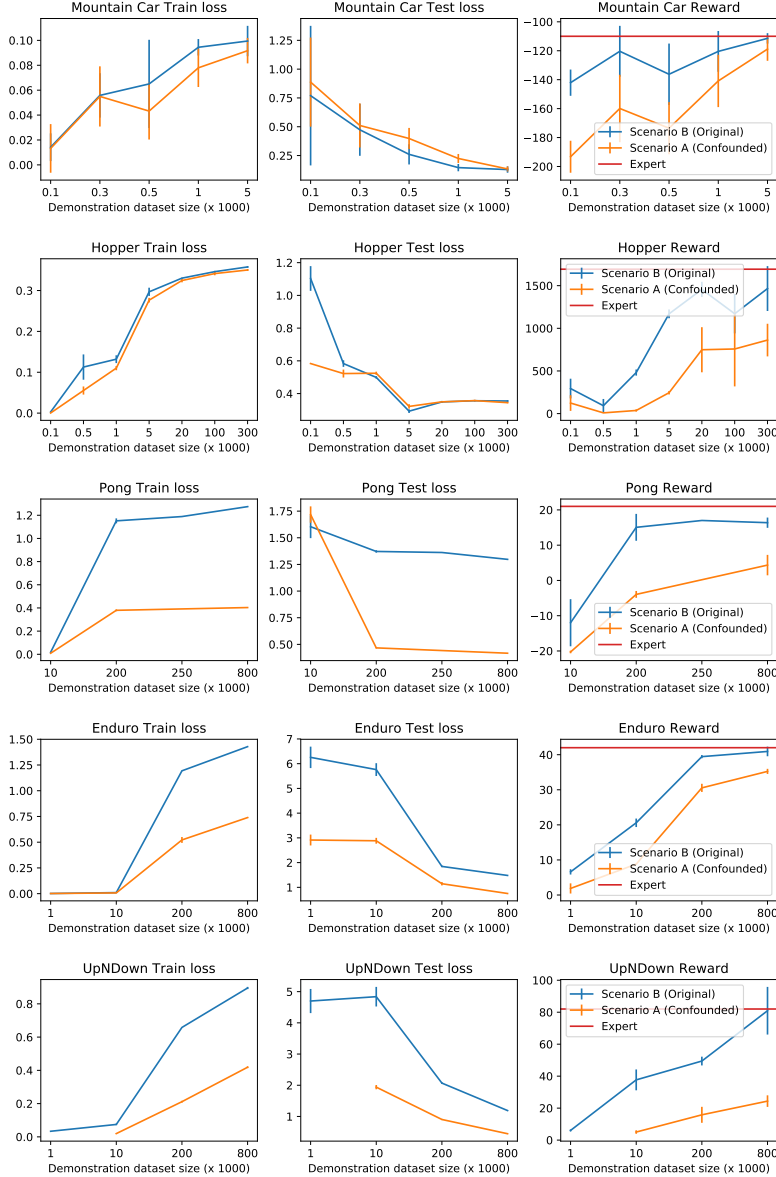 Mountain Car Train loss
0.10
0.08
0.06
0.04
0.02
0.00
0.1 0.3 0.5 1 5
Demonstration dataset size (x 1000)
Mountain Car Test loss
1.25
1.00
0.75
0.50
0.25
0.1 0.3 0.5 1 5
Demonstration dataset size (x 1000)
Mountain Car Reward
−100
−120
−140
−160
−180
−200
Scenario B (Original)
Scenario A (Confounded)
Expert
0.1 0.3 0.5 1 5
Demonstration dataset size (x 1000)
Hopper Train loss
0.3
0.2
0.1
0.0
0.1 0.5 1 5 20 100 300
Demonstration dataset size (x 1000)
Hopper Test loss
1.2
1.0
0.8
0.6
0.4
0.1 0.5 1 5 20 100 300
Demonstration dataset size (x 1000)
Hopper Reward
1500
1000
500
0
Scenario B (Original)
Scenario A (Confounded)
Expert
0.1 0.5 1 5 20 100 300
Demonstration dataset size (x 1000)
Pong Train loss
1.2
1.0
0.8
0.6
0.4
0.2
0.0
10 200 250 800
Demonstration dataset size (x 1000)
Pong Test loss
1.75
1.50
1.25
1.00
0.75
0.50
10 200 250 800
Demonstration dataset size (x 1000)
Pong Reward
20
10
0
−10
−20
Scenario B (Original)
Scenario A (Confounded)
Expert
10 200 250 800
Demonstration dataset size (x 1000)
Enduro Train loss
1.50
1.25
1.00
0.75
0.50
0.25
0.00
1 10 200 800
Demonstration dataset size (x 1000)
Enduro Test loss
7
6
5
4
3
2
1
1 10 200 800
Demonstration dataset size (x 1000)
Enduro Reward
40
30
20
10
0
Scenario B (Original)
Scenario A (Confounded)
Expert
1 10 200 800
Demonstration dataset size (x 1000)
UpNDown Train loss
0.8
0.6
0.4
0.2
0.0
1 10 200 800
Demonstration dataset size (x 1000)
UpNDown Test loss
5
4
3
2
1
1 10 200 800
Demonstration dataset size (x 1000)
UpNDown Reward
100
80
60
40
20
0
Scenario B (Original)
Scenario A (Confounded)
Expert
1 10 200 800
Demonstration dataset size (x 1000)